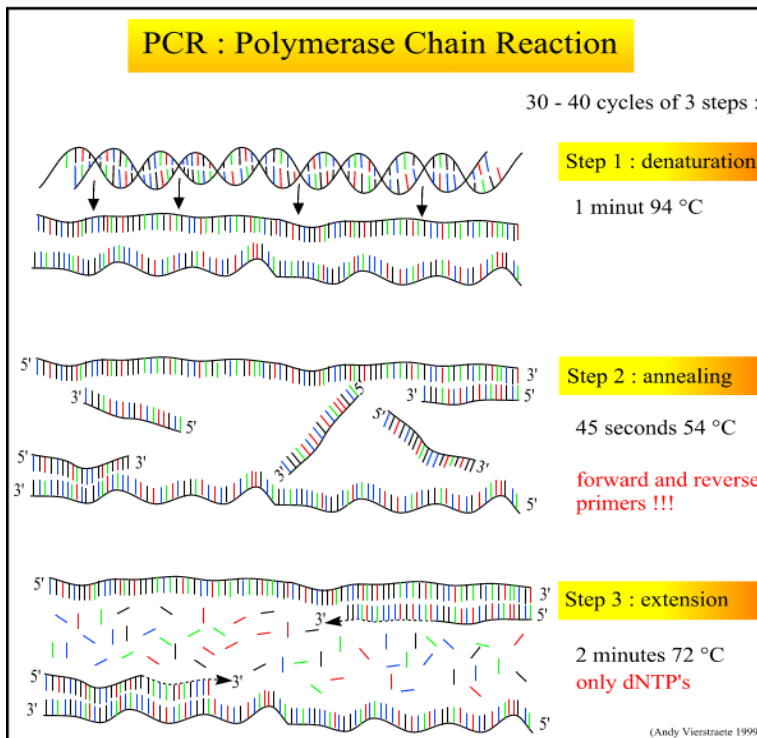 PCR : Polymerase Chain Reaction
30 - 40 cycles of 3 steps :
Step 1 : denaturation
1 minut 94 °C
5'
3'
Step 2 : annealing
3'
5'
3'
5'
5'
45 seconds 54 °C
5'
3'
3'
3'
forward and reverse
primers !!!
3'
5'
5'
3'
Step 3 : extension
3'
5'
2 minutes 72 °C
only dNTP's
5'
3'
3'
5'
(Andy Vierstraete 1999